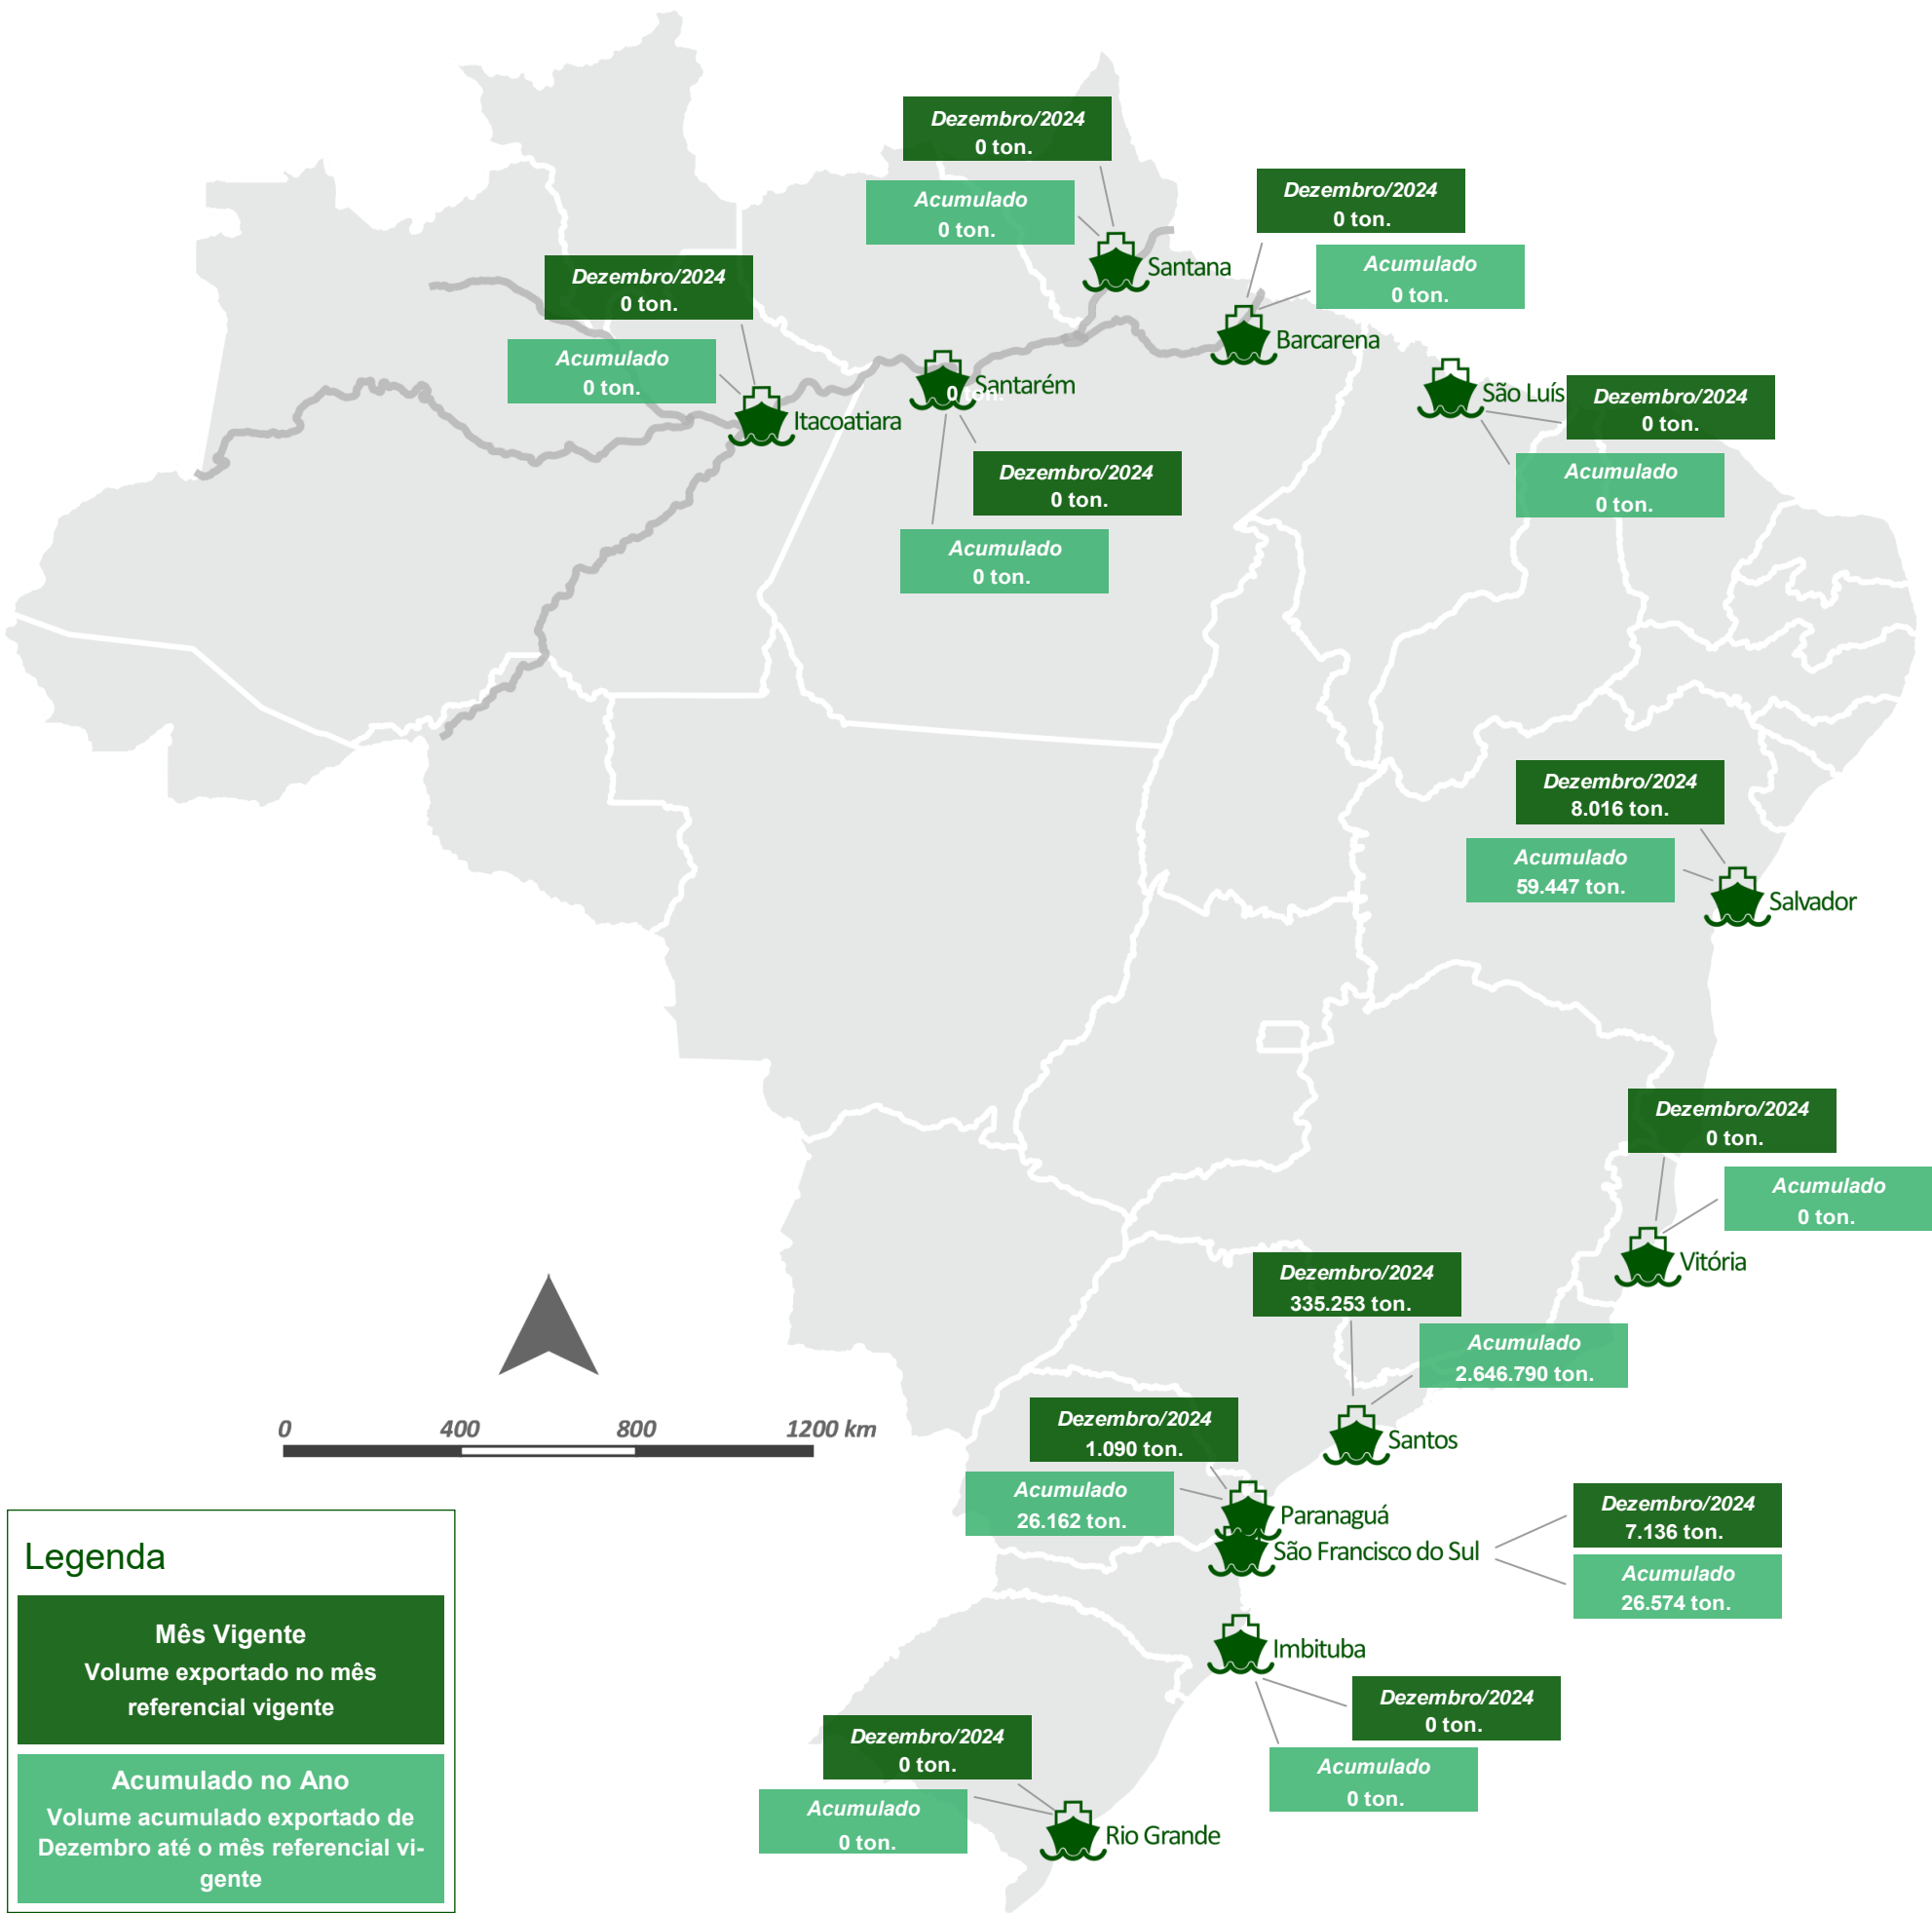 Dezembro/2024
0 ton.
Acumulado
0 ton.
Santana
Dezembro/2024
0 ton.
Acumulado
0 ton.
Barcarena
Dezembro/2024
0 ton.
Acumulado
0 ton.
Itacoatiara
Santarém
0 ton.
Dezembro/2024
0 ton.
Acumulado
0 ton.
São Luís
Dezembro/2024
0 ton.
Acumulado
0 ton.
Dezembro/2024
8.016 ton.
Acumulado
59.447 ton.
Salvador
Dezembro/2024
0 ton.
Acumulado
0 ton.
Vitória
Dezembro/2024
335.253 ton.
Acumulado
2.646.790 ton.
Santos
Dezembro/2024
1.090 ton.
Acumulado
26.162 ton.
Paranaguá
São Francisco do Sul
Dezembro/2024
7.136 ton.
Acumulado
26.574 ton.
Imbituba
Dezembro/2024
0 ton.
Acumulado
0 ton.
Dezembro/2024
0 ton.
Acumulado
0 ton.
Rio Grande
0 400 800 1200 km
Legenda
Mês Vigente
Volume exportado no mês
referencial vigente
Acumulado no Ano
Volume acumulado exportado de
Dezembro até o mês referencial vi-
gente